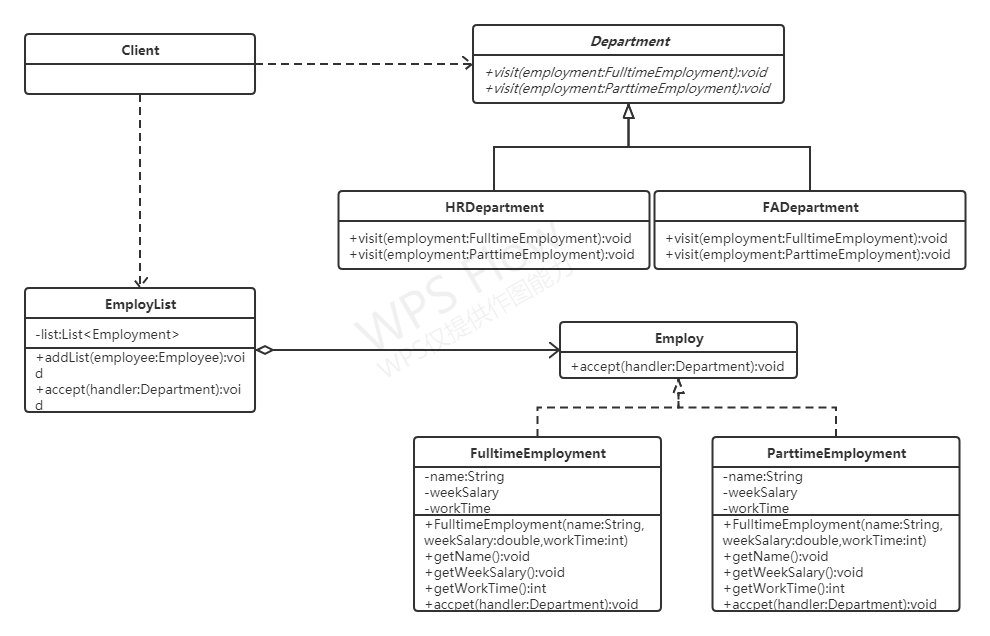 Client
Department
+visit(employment:FulltimeEmployment):void
+visit(employment:ParttimeEmployment):void
HRDepartment
+visit(employment:FulltimeEmployment):void
+visit(employment:ParttimeEmployment):void
FADepartment
+visit(employment:FulltimeEmployment):void
+visit(employment:ParttimeEmployment):void
WPS Flow
WPS仅提供作图能力
EmployList
-list:List<Employment>
+addList(employee:Employee):voi
d
+accept(handler:Department):voi
d
Employ
+accept(handler:Department):void
FulltimeEmployment
-name:String
-weekSalary
-workTime
+FulltimeEmployment(name:String,
weekSalary:double,workTime:int)
+getName():void
+getWeekSalary():void
+getWorkTime():int
+accpet(handler:Department):void
ParttimeEmployment
-name:String
-weekSalary
-workTime
+FulltimeEmployment(name:String,
weekSalary:double,workTime:int)
+getName():void
+getWeekSalary():void
+getWorkTime():int
+accpet(handler:Department):void